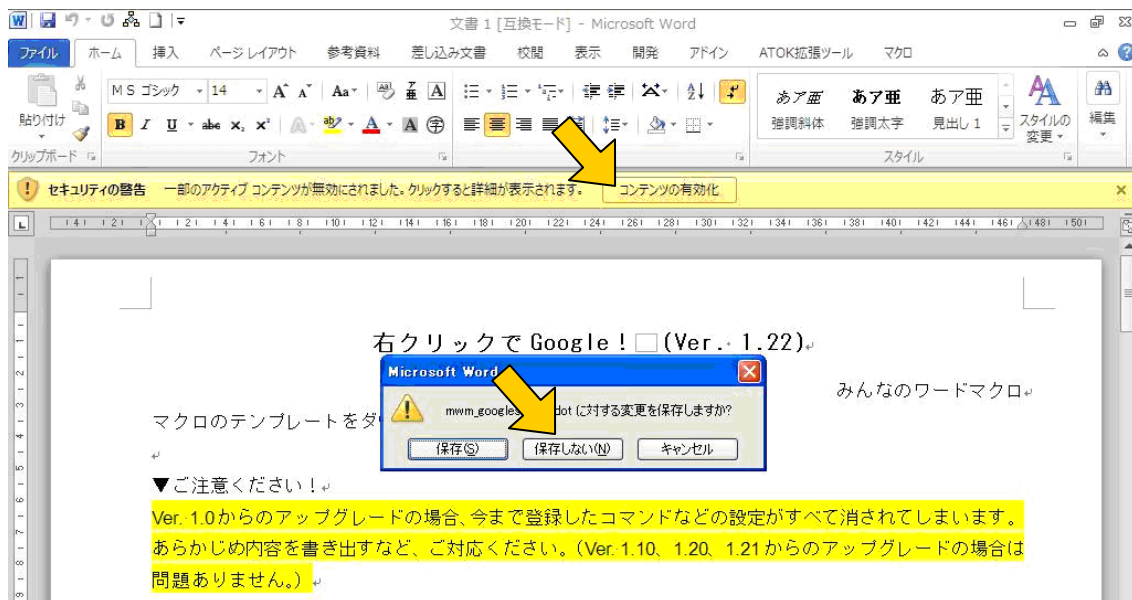 文書 1 [互換モード] - Microsoft Word
ファイル ホーム 挿入 ページ レイアウト 参考資料 差し込み文書 校閲 表示 開発 アドイン ATOK拡張ツール マクロ
貼り付け
クリップボード
MS ゴシック 14
フォント
あア亜 あア亜 あア亜
強調斜体 強調太字 見出し 1
スタイルの変更
スタイル
編集
セキュリティの警告 一部のアクティブ コンテンツが無効にされました。クリックすると詳細が表示されます。 コンテンツの有効化
右クリックで Google!□(Ver. 1.22)
みんなのワードマクロ
マクロのテンプレートをダ
Microsoft Word
dot に対する変更を保存しますか?
保存(S) 保存しない(N) キャンセル
▼ご注意ください!
Ver. 1.0からのアップグレードの場合、今まで登録したコマンドなどの設定がすべて消されてしまいます。
あらかじめ内容を書き出すなど、ご対応ください。(Ver. 1.10、1.20、1.21 からのアップグレードの場合は
問題ありません。)